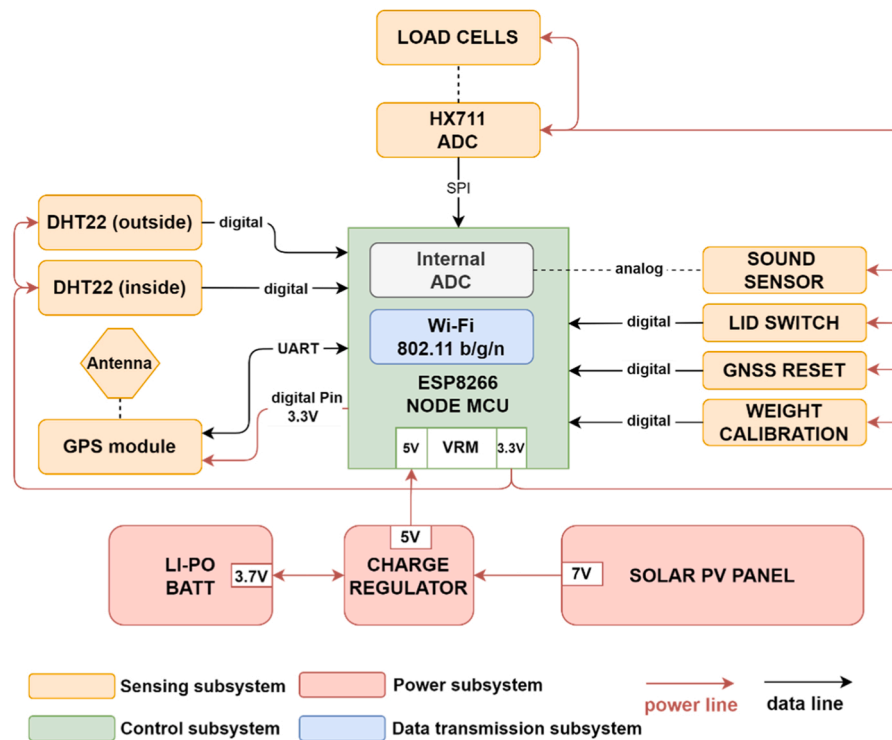 LOAD CELLS
HX711
ADC
SPI
DHT22 (outside)
digital
DHT22 (inside)
digital
Internal
ADC
analog
SOUND
SENSOR
Wi-Fi
802.11 b/g/n
digital
LID SWITCH
Antenna
UART
ESP8266
NODE MCU
digital
GNSS RESET
digital Pin
3.3V
GPS module
digital
WEIGHT
CALIBRATION
5V
VRM
3.3V
5V
LI-PO
BATT
3.7V
CHARGE
REGULATOR
7V
SOLAR PV PANEL
Sensing subsystem
Power subsystem
power line
data line
Control subsystem
Data transmission subsystem